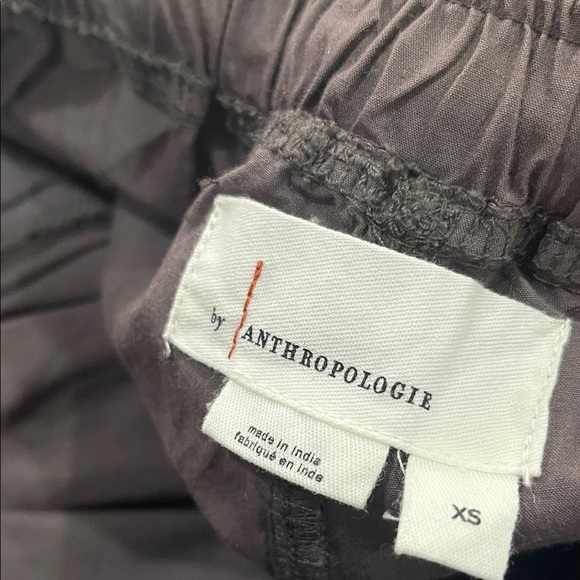 by ANTHROPOLOGIE
made in India
fabriqué en inde
XS